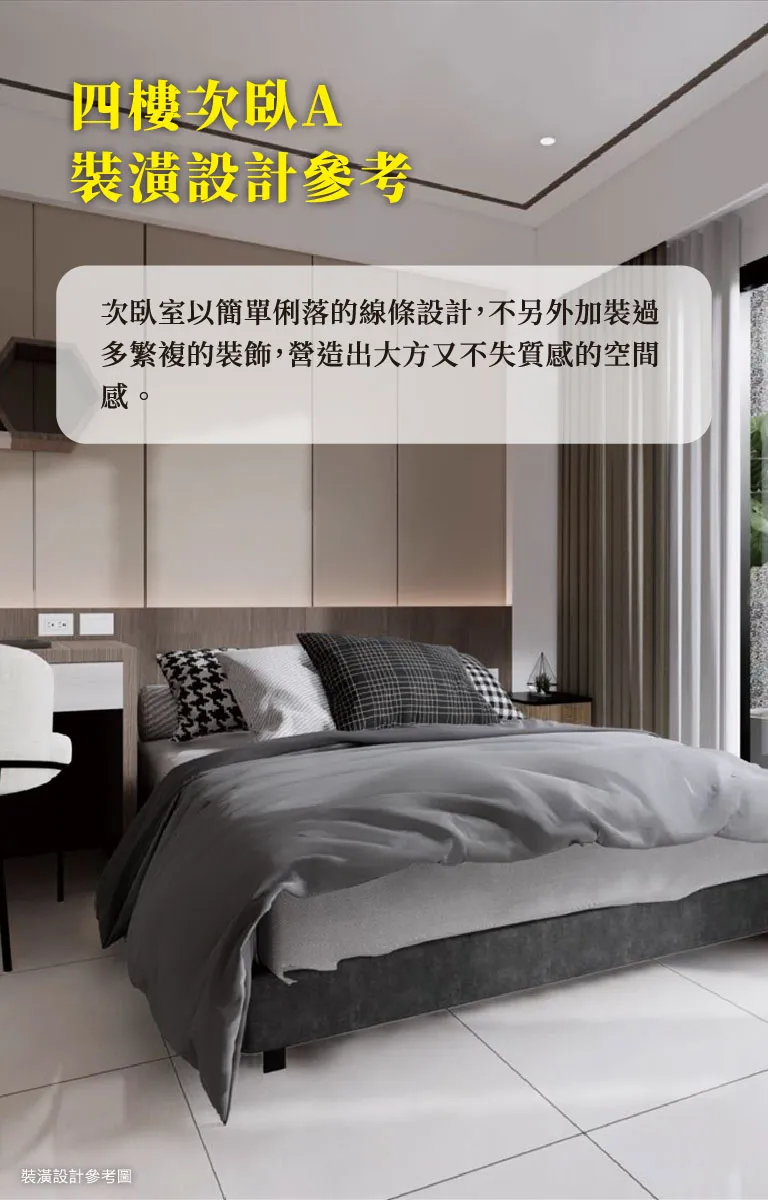 四樓次臥A
裝潢設計參考
次臥室以簡單俐落的線條設計，不另外加裝過
多繁複的裝飾，營造出大方又不失質感的空間
感。
裝潢設計參考圖